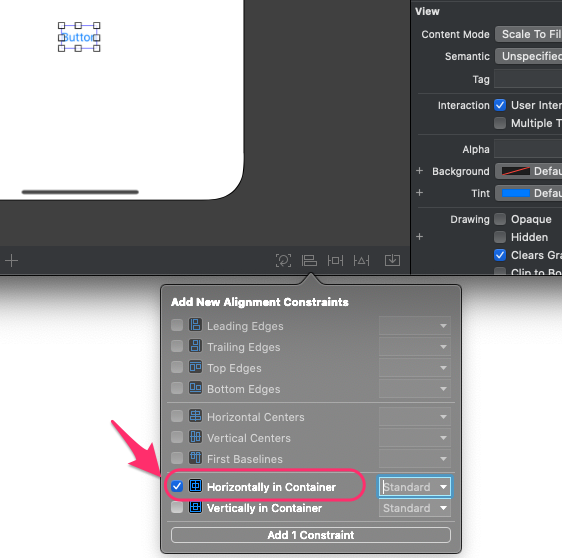 View
Button
Content Mode Scale To Fil
Semantic Unspecified
Tag
Interaction User Inter
Multiple T
Alpha
+ Background Defau
+ Tint Defau
Drawing Opaque
+ Hidden
Clears Gra
Clip to Bo
Add New Alignment Constraints
Leading Edges
Trailing Edges
Top Edges
Bottom Edges
Horizontal Centers
Vertical Centers
First Baselines
Horizontally in Container Standard
Vertically in Container Standard
Add 1 Constraint